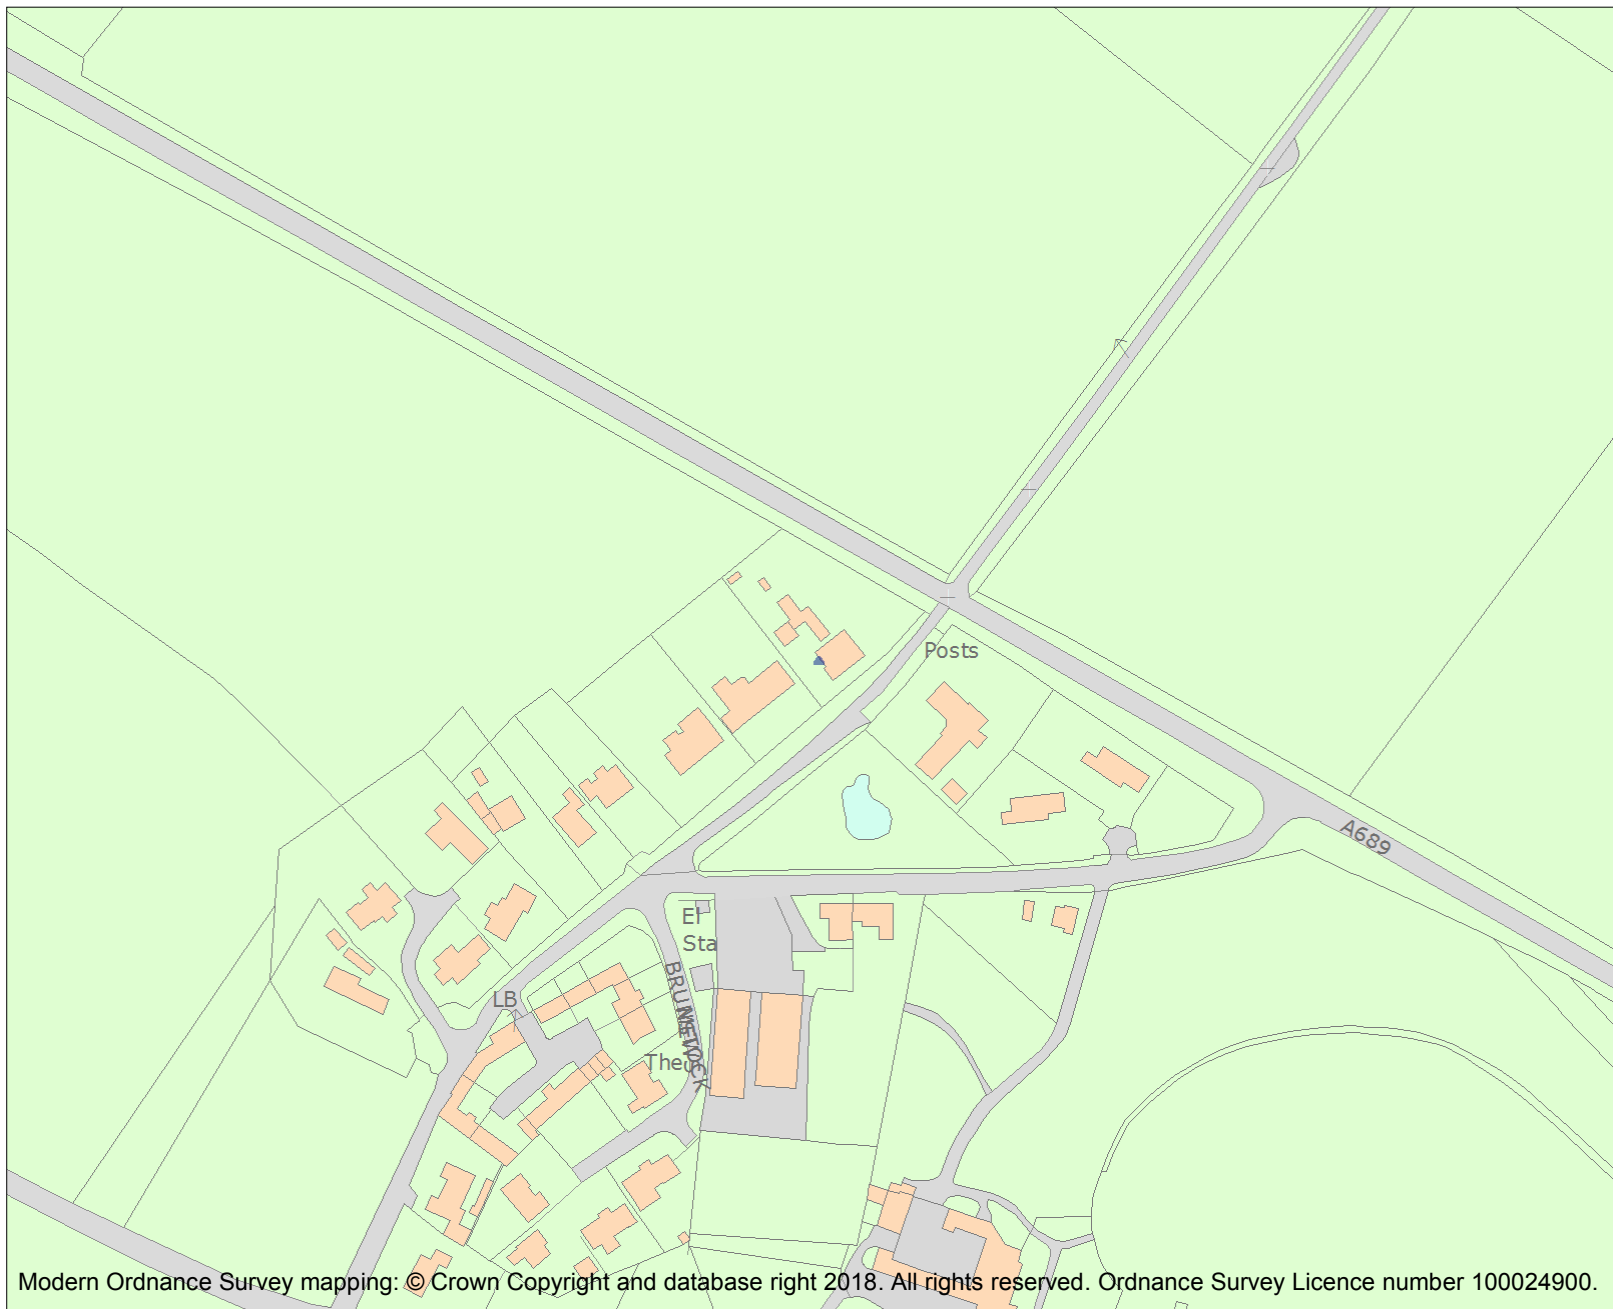 Posts
A689
El
Sta
LB
BRUNSWICK
The
Modern Ordnance Survey mapping: © Crown Copyright and database right 2018. All rights reserved. Ordnance Survey Licence number 100024900.